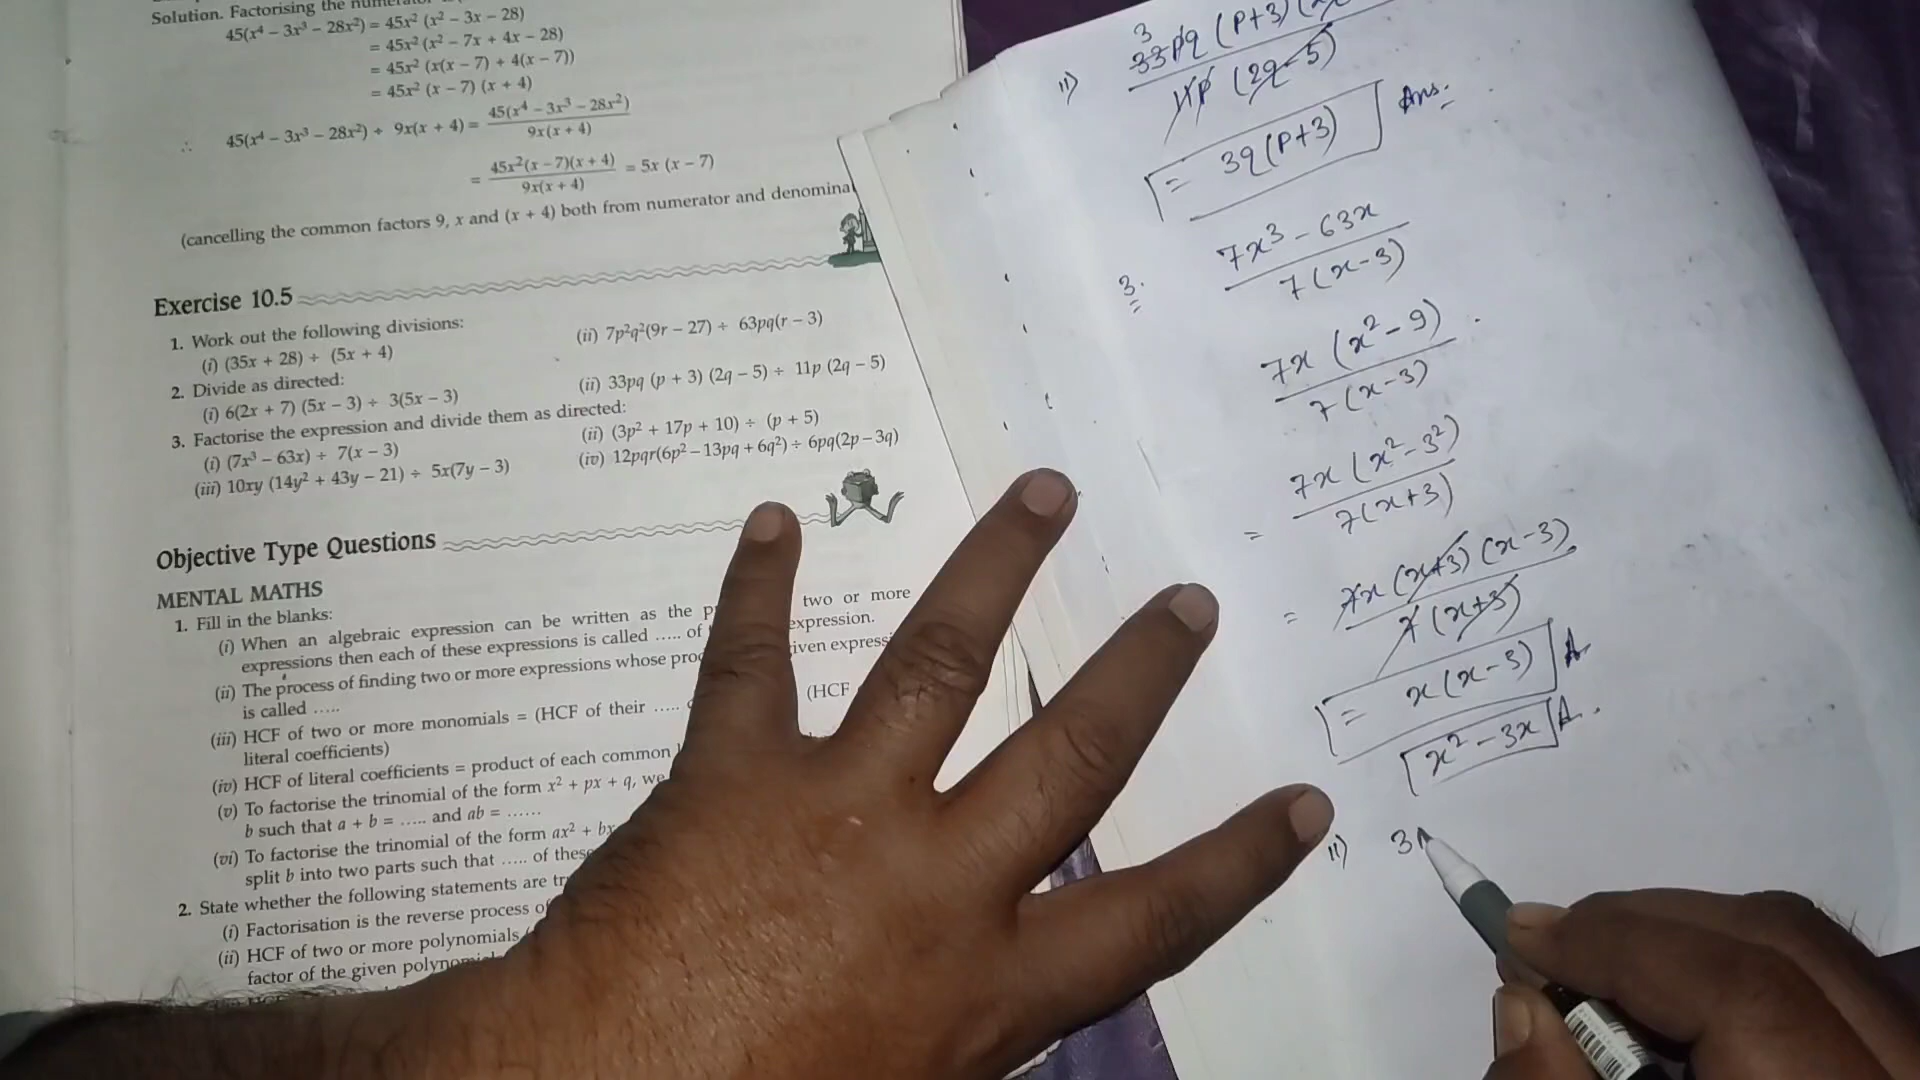 Solution. Factorising the
45(x⁴ – 3x³ – 28x²) = 45x² (x² – 3x – 28)
= 45x² (x² – 7x + 4x – 28)
= 45x² (x(x – 7) + 4(x – 7))
= 45x² (x – 7) (x + 4)
∴ 45(x⁴ – 3x³ – 28x²) ÷ 9x(x + 4) = 45(x⁴ – 3x³ – 28x²) / 9x(x + 4)
= 45x²(x – 7)(x + 4) / 9x(x + 4) = 5x (x – 7)
(cancelling the common factors 9, x and (x + 4) both from numerator and
Exercise 10.5
1. Work out the following divisions:
(i) (35x + 28) ÷ (5x + 4) (ii) 7p²q²(9r – 27) ÷ 63pq(r – 3)
2. Divide as directed:
(i) 6(2x + 7) (5x – 3) ÷ 3(5x – 3) (ii) 33pq (p + 3) (2q – 5) ÷ 11p (2q – 5)
3. Factorise the expression and divide them as directed:
(i) (7x³ – 63x) ÷ 7(x – 3) (ii) (3p² + 17p + 10) ÷ (p + 5)
(iii) 10xy (14y² + 43y – 21) ÷ 5x(7y – 3) (iv) 12pqr(6p² – 13pq + 6q²) ÷ 6pq(2p – 3q)
Objective Type Questions
MENTAL MATHS
1. Fill in the blanks:
(i) When an algebraic expression can be written as the two or more
expressions then each of these expressions is called ..... of expression.
(ii) The process of finding two or more expressions whose given
is called .....
(iii) HCF of two or more monomials = (HCF of their ..... (HCF
literal coefficients)
(iv) HCF of literal coefficients = product of each common
(v) To factorise the trinomial of the form x² + px + q, we
b such that a + b = ..... and ab = ......
(vi) To factorise the trinomial of the form ax² + bx
split b into two parts such that ..... of
2. State whether the following statements are
(i) Factorisation is the reverse process
(ii) HCF of two or more polynomials
factor of the given
ii) 3
33pq (p+3)
11p (2q-5)
= 3q(p+3) Ans.
3. 7x³ - 63x
7(x-3)
7x (x² - 9)
7(x-3)
7x (x² - 3²)
= 7(x+3)
= 7x (x+3) (x-3)
7 (x+3)
= x(x-3) A
x² - 3x A.
ii) 3